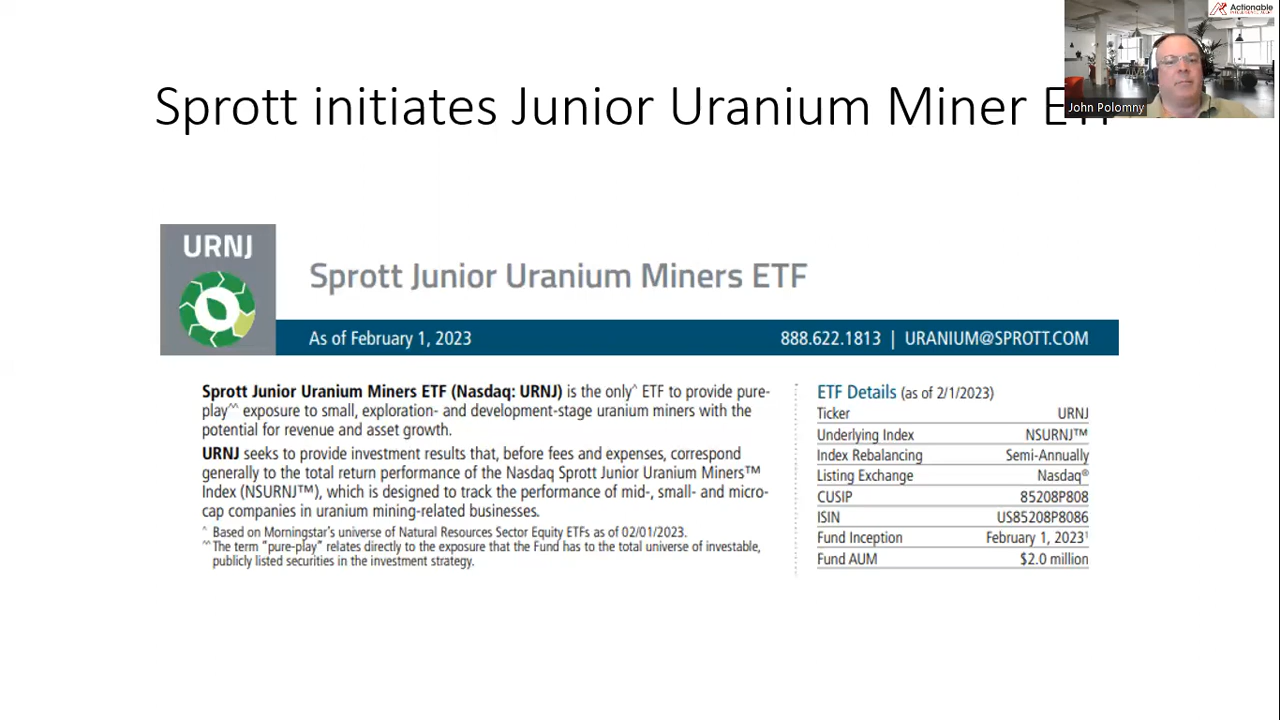 Actionable
John Polomny
Sprott initiates Junior Uranium Miner ETF
URNJ
Sprott Junior Uranium Miners ETF
As of February 1, 2023
888.622.1813 | URANIUM@SPROTT.COM
Sprott Junior Uranium Miners ETF (Nasdaq: URNJ) is the only^ ETF to provide pure-
play^^ exposure to small, exploration- and development-stage uranium miners with the
potential for revenue and asset growth.
URNJ seeks to provide investment results that, before fees and expenses, correspond
generally to the total return performance of the Nasdaq Sprott Junior Uranium Miners™
Index (NSURNJ™), which is designed to track the performance of mid-, small- and micro-
cap companies in uranium mining-related businesses.
^ Based on Morningstar's universe of Natural Resources Sector Equity ETFs as of 02/01/2023.
^^ The term “pure-play” relates directly to the exposure that the Fund has to the total universe of investable,
publicly listed securities in the investment strategy.
ETF Details (as of 2/1/2023)
Ticker URNJ
Underlying Index NSURNJ™
Index Rebalancing Semi-Annually
Listing Exchange Nasdaq®
CUSIP 85208P808
ISIN US85208P8086
Fund Inception February 1, 2023¹
Fund AUM $2.0 million